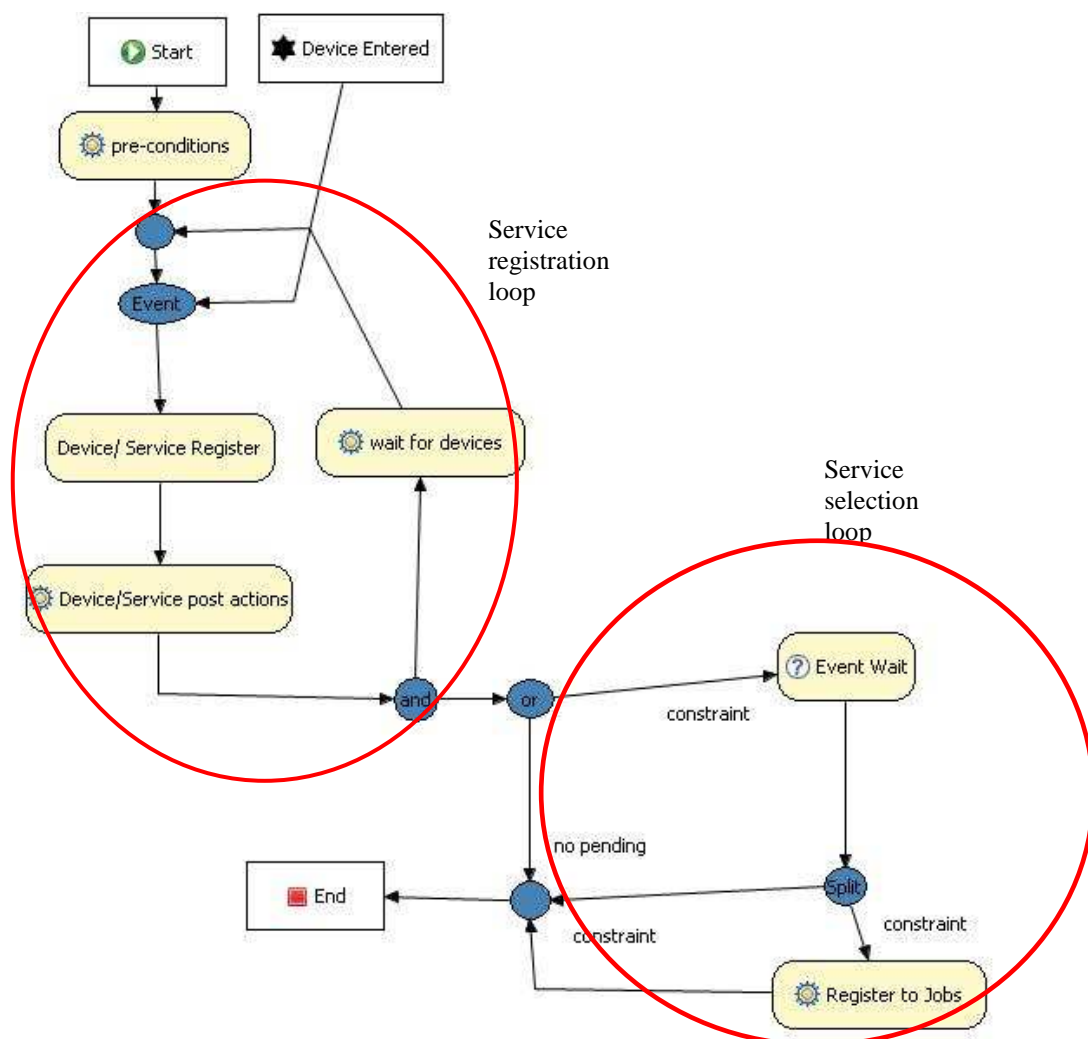 Start
Device Entered
pre-conditions
Service
registration
loop
Event
Device/ Service Register
wait for devices
Service
selection
loop
Device/Service post actions
? Event Wait
and
or
constraint
no pending
End
Split
constraint
constraint
Register to Jobs